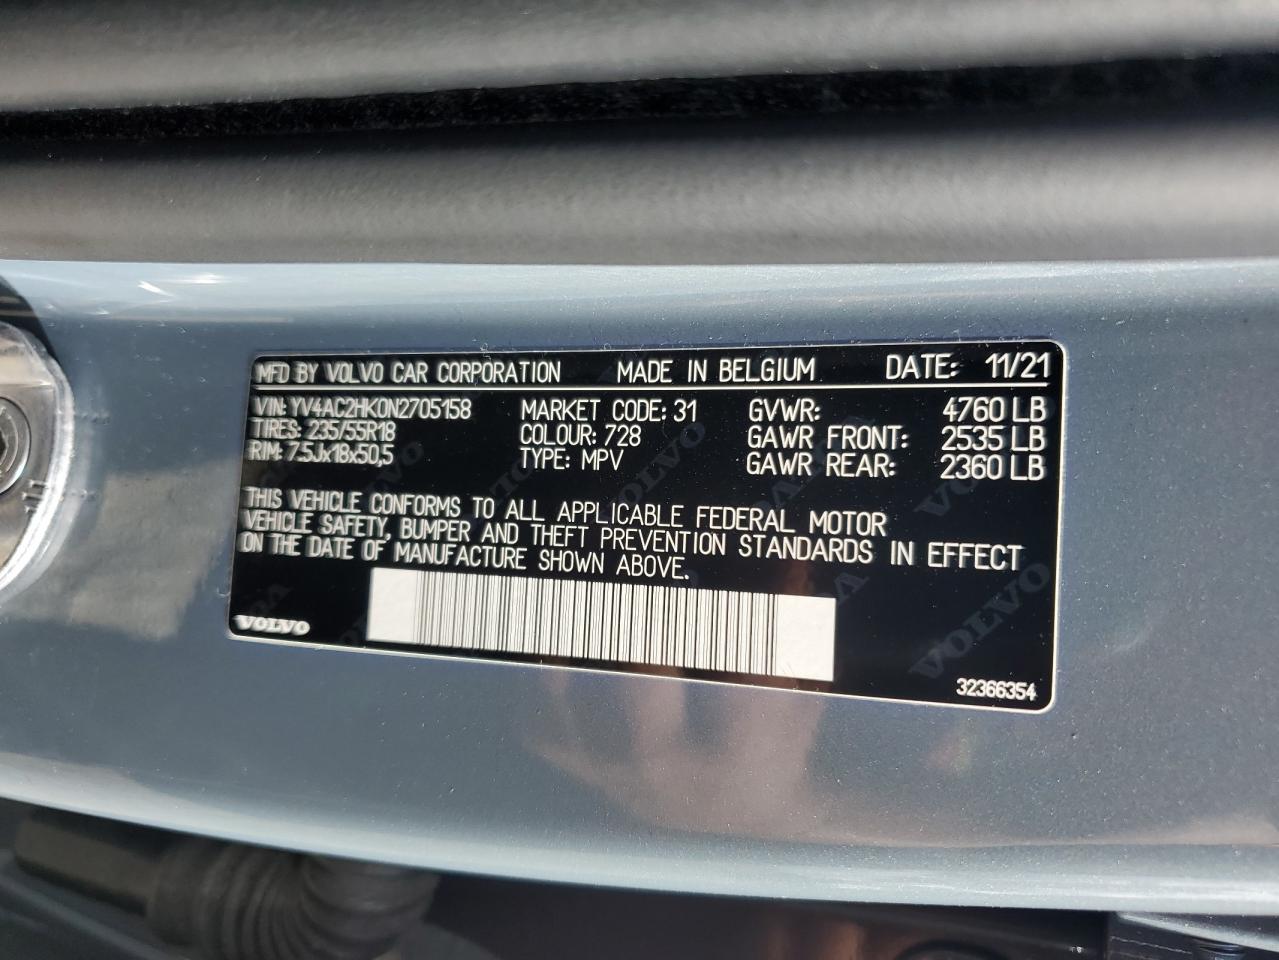 MFD BY VOLVO CAR CORPORATION MADE IN BELGIUM DATE: 11/21
VIN: YV4AC2HK0N2705158 MARKET CODE: 31 GVWR: 4760 LB
TIRES: 235/55R18 COLOUR: 728 GAWR FRONT: 2535 LB
RIM: 7.5Jx18x50,5 TYPE: MPV GAWR REAR: 2360 LB
THIS VEHICLE CONFORMS TO ALL APPLICABLE FEDERAL MOTOR
VEHICLE SAFETY, BUMPER AND THEFT PREVENTION STANDARDS IN EFFECT
ON THE DATE OF MANUFACTURE SHOWN ABOVE.
VOLVO
32366354